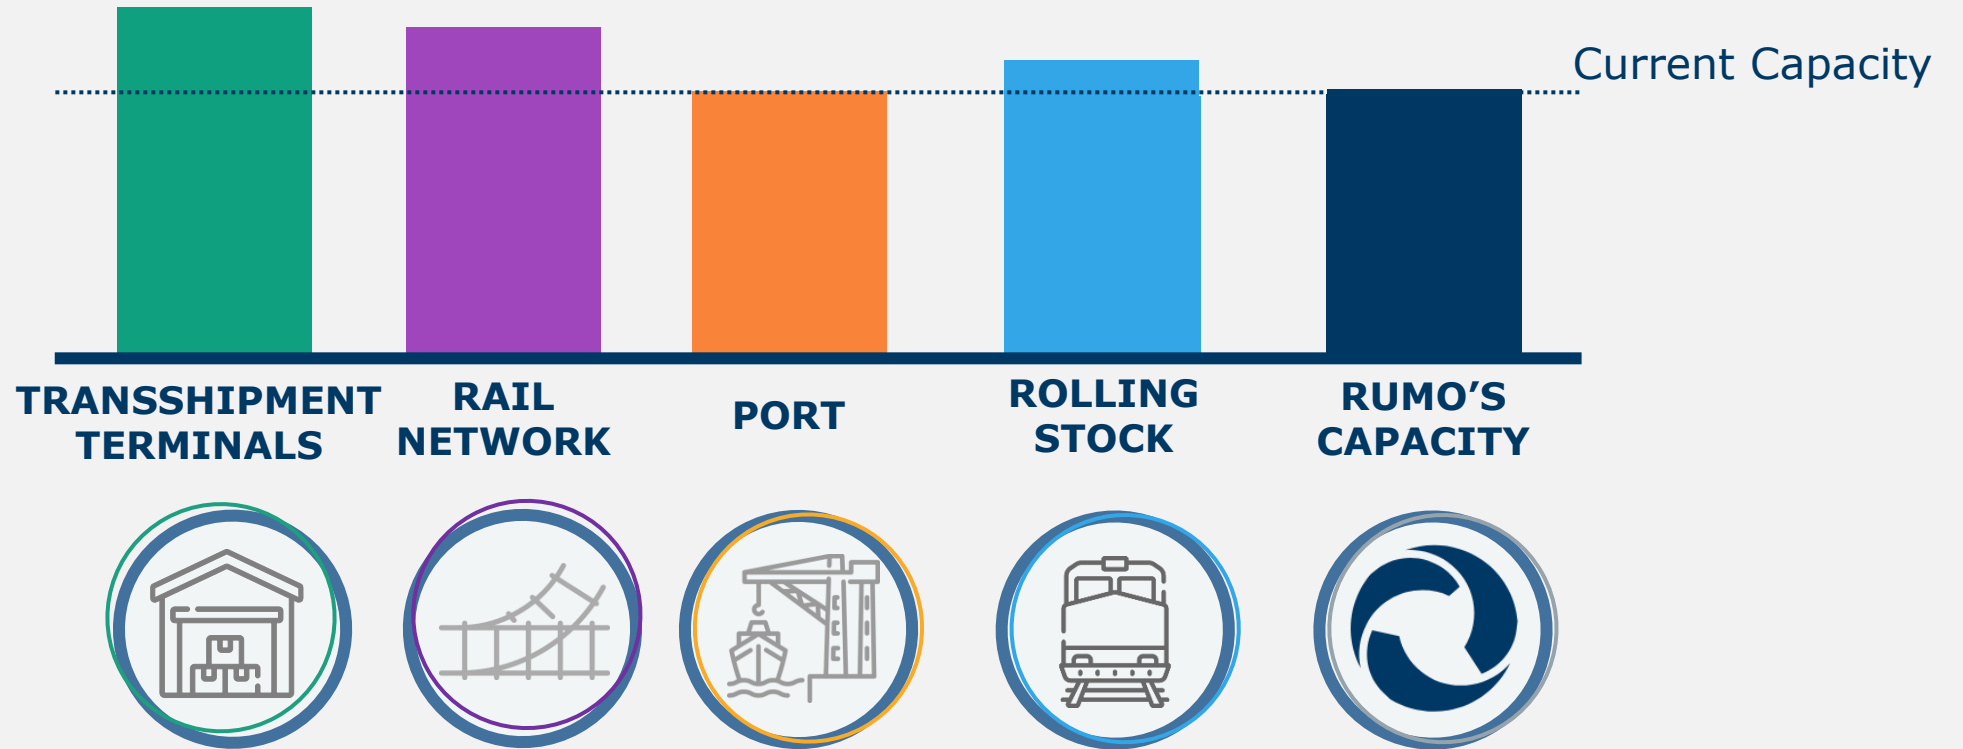 Current Capacity
TRANSSHIPMENT
TERMINALS
RAIL
NETWORK
PORT
ROLLING
STOCK
RUMO’S
CAPACITY